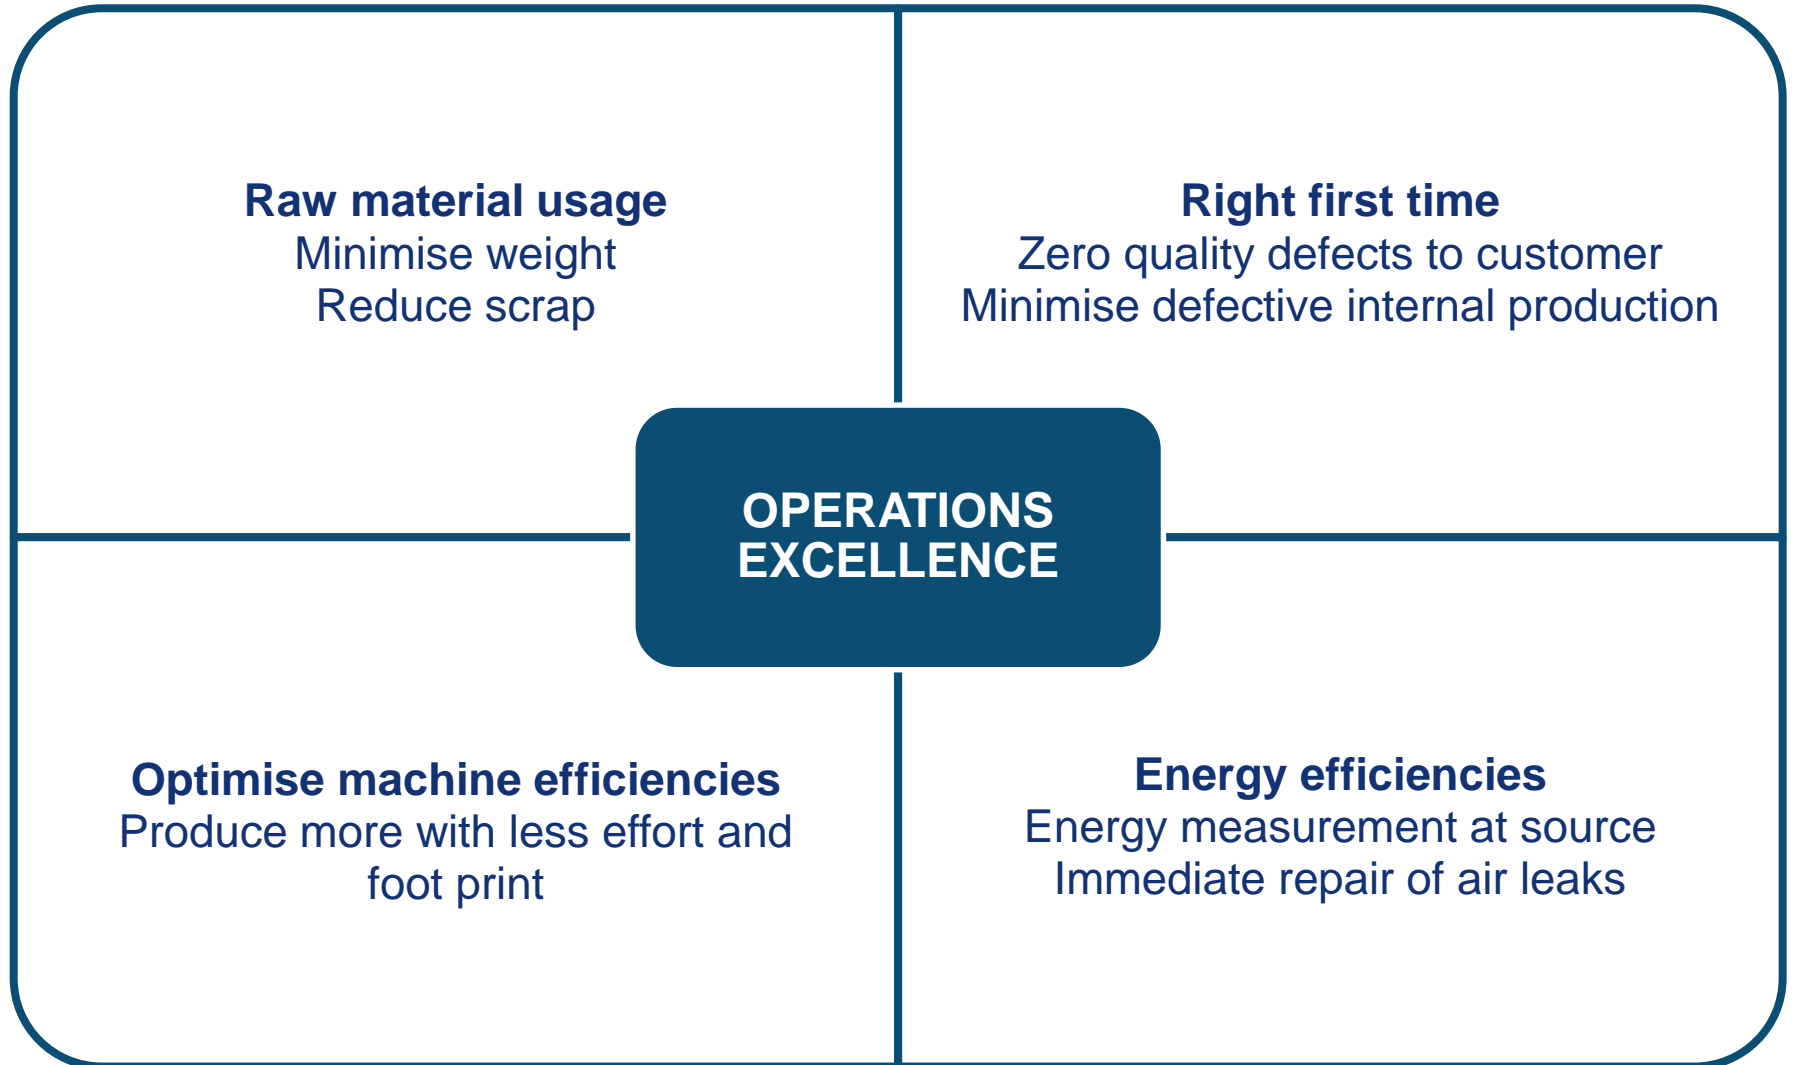 Raw material usage
Minimise weight
Reduce scrap
Right first time
Zero quality defects to customer
Minimise defective internal production
OPERATIONS
EXCELLENCE
Optimise machine efficiencies
Produce more with less effort and
foot print
Energy efficiencies
Energy measurement at source
Immediate repair of air leaks